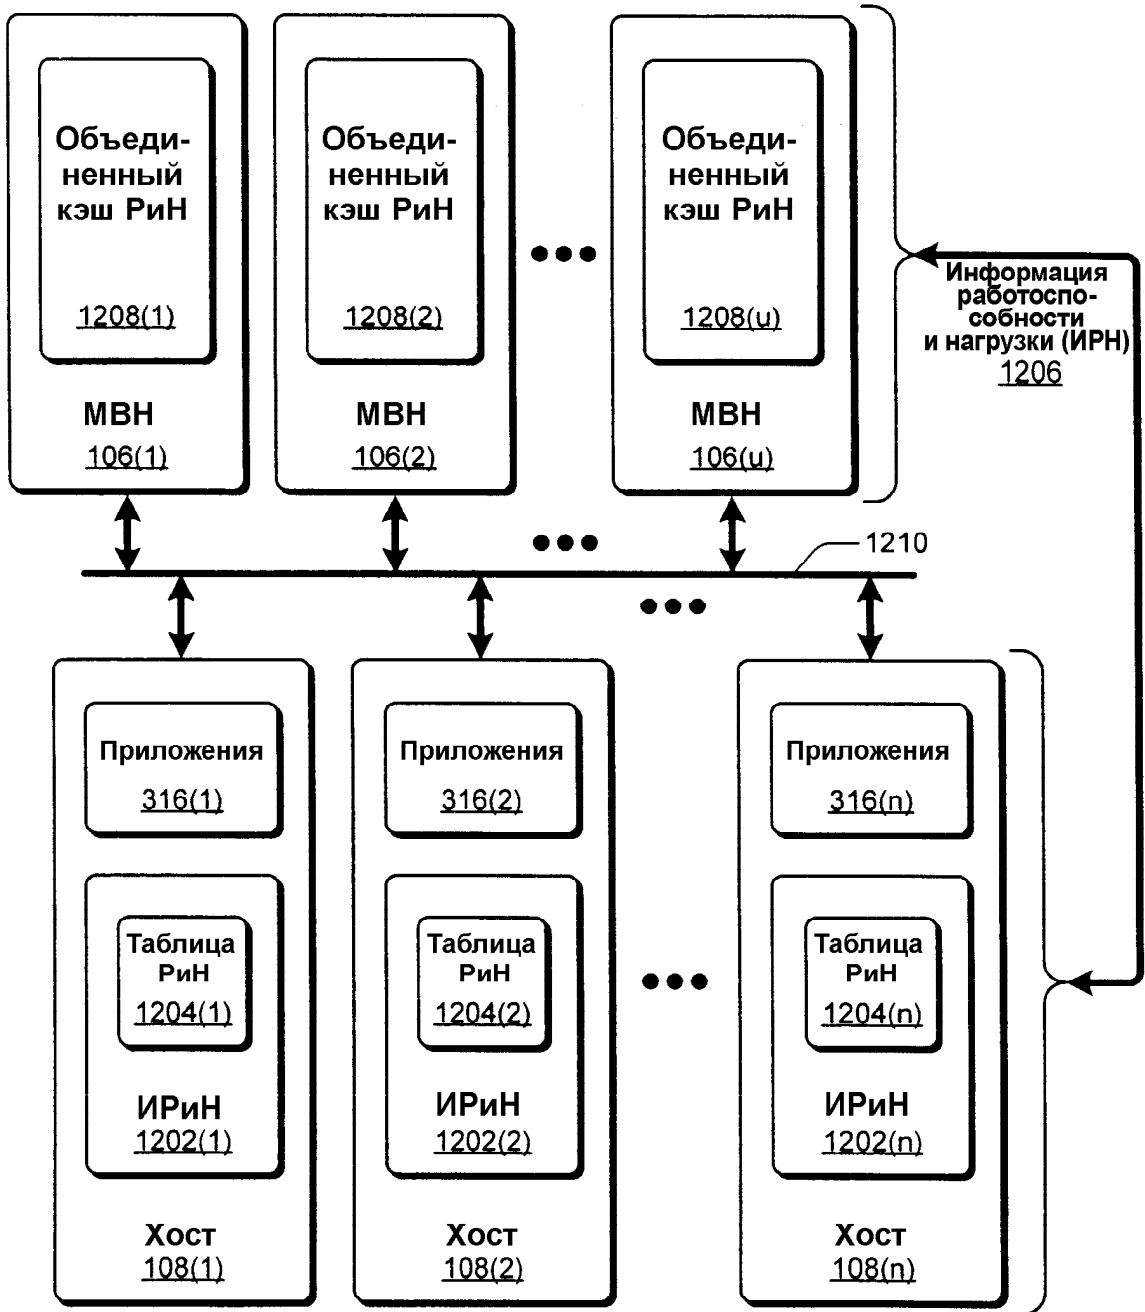 Объеди-
ненный
кэш РиН
1208(1)
МВН
106(1)
Объеди-
ненный
кэш РиН
1208(2)
МВН
106(2)
Объеди-
ненный
кэш РиН
1208(u)
МВН
106(u)
Информация
работоспо-
собности
и нагрузки (ИРН)
1206
1210
Приложения
316(1)
Таблица
РиН
1204(1)
ИРиН
1202(1)
Хост
108(1)
Приложения
316(2)
Таблица
РиН
1204(2)
ИРиН
1202(2)
Хост
108(2)
Приложения
316(n)
Таблица
РиН
1204(n)
ИРиН
1202(n)
Хост
108(n)